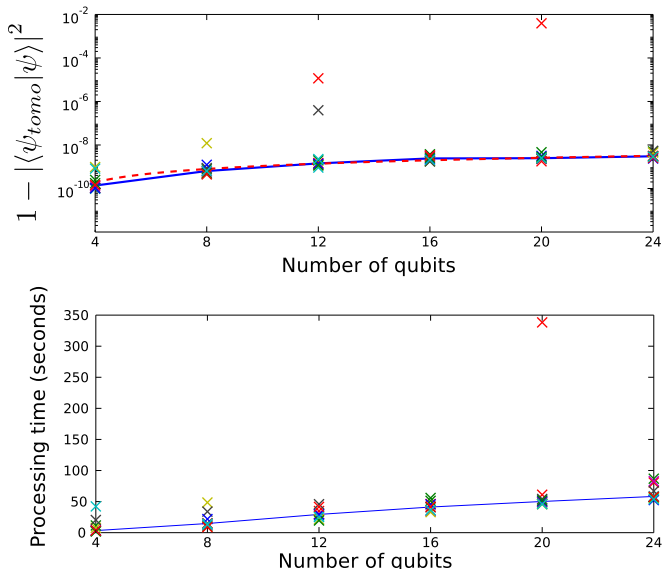 1 − |⟨ψ_tomo|ψ⟩|^2
10^-2
10^-4
10^-6
10^-8
10^-10
4 8 12 16 20 24
Number of qubits
Processing time (seconds)
350
300
250
200
150
100
50
0
4 8 12 16 20 24
Number of qubits